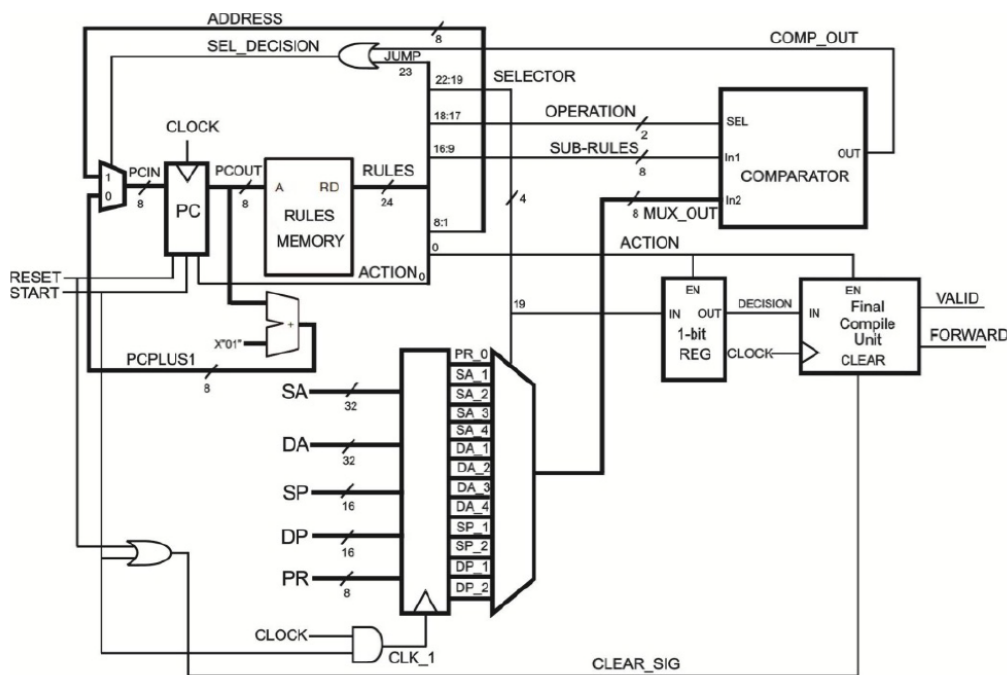 ADDRESS
8
SEL_DECISION
JUMP
23
COMP_OUT
22:19
SELECTOR
CLOCK
18:17
OPERATION
2
SEL
16:9
SUB-RULES
8
In1
OUT
COMPARATOR
1
0
PCIN
8
PC
PCOUT
8
A
RD
RULES
MEMORY
RULES
24
4
8
MUX_OUT
In2
8:1
0
ACTION
RESET
START
ACTION
0
EN
IN
OUT
1-bit
REG
19
DECISION
CLOCK
EN
IN
Final
Compile
Unit
CLEAR
VALID
FORWARD
+
X"01"
PCPLUS1
8
SA
32
DA
32
SP
16
DP
16
PR
8
PR_0
SA_1
SA_2
SA_3
SA_4
DA_1
DA_2
DA_3
DA_4
SP_1
SP_2
DP_1
DP_2
CLOCK
CLK_1
CLEAR_SIG